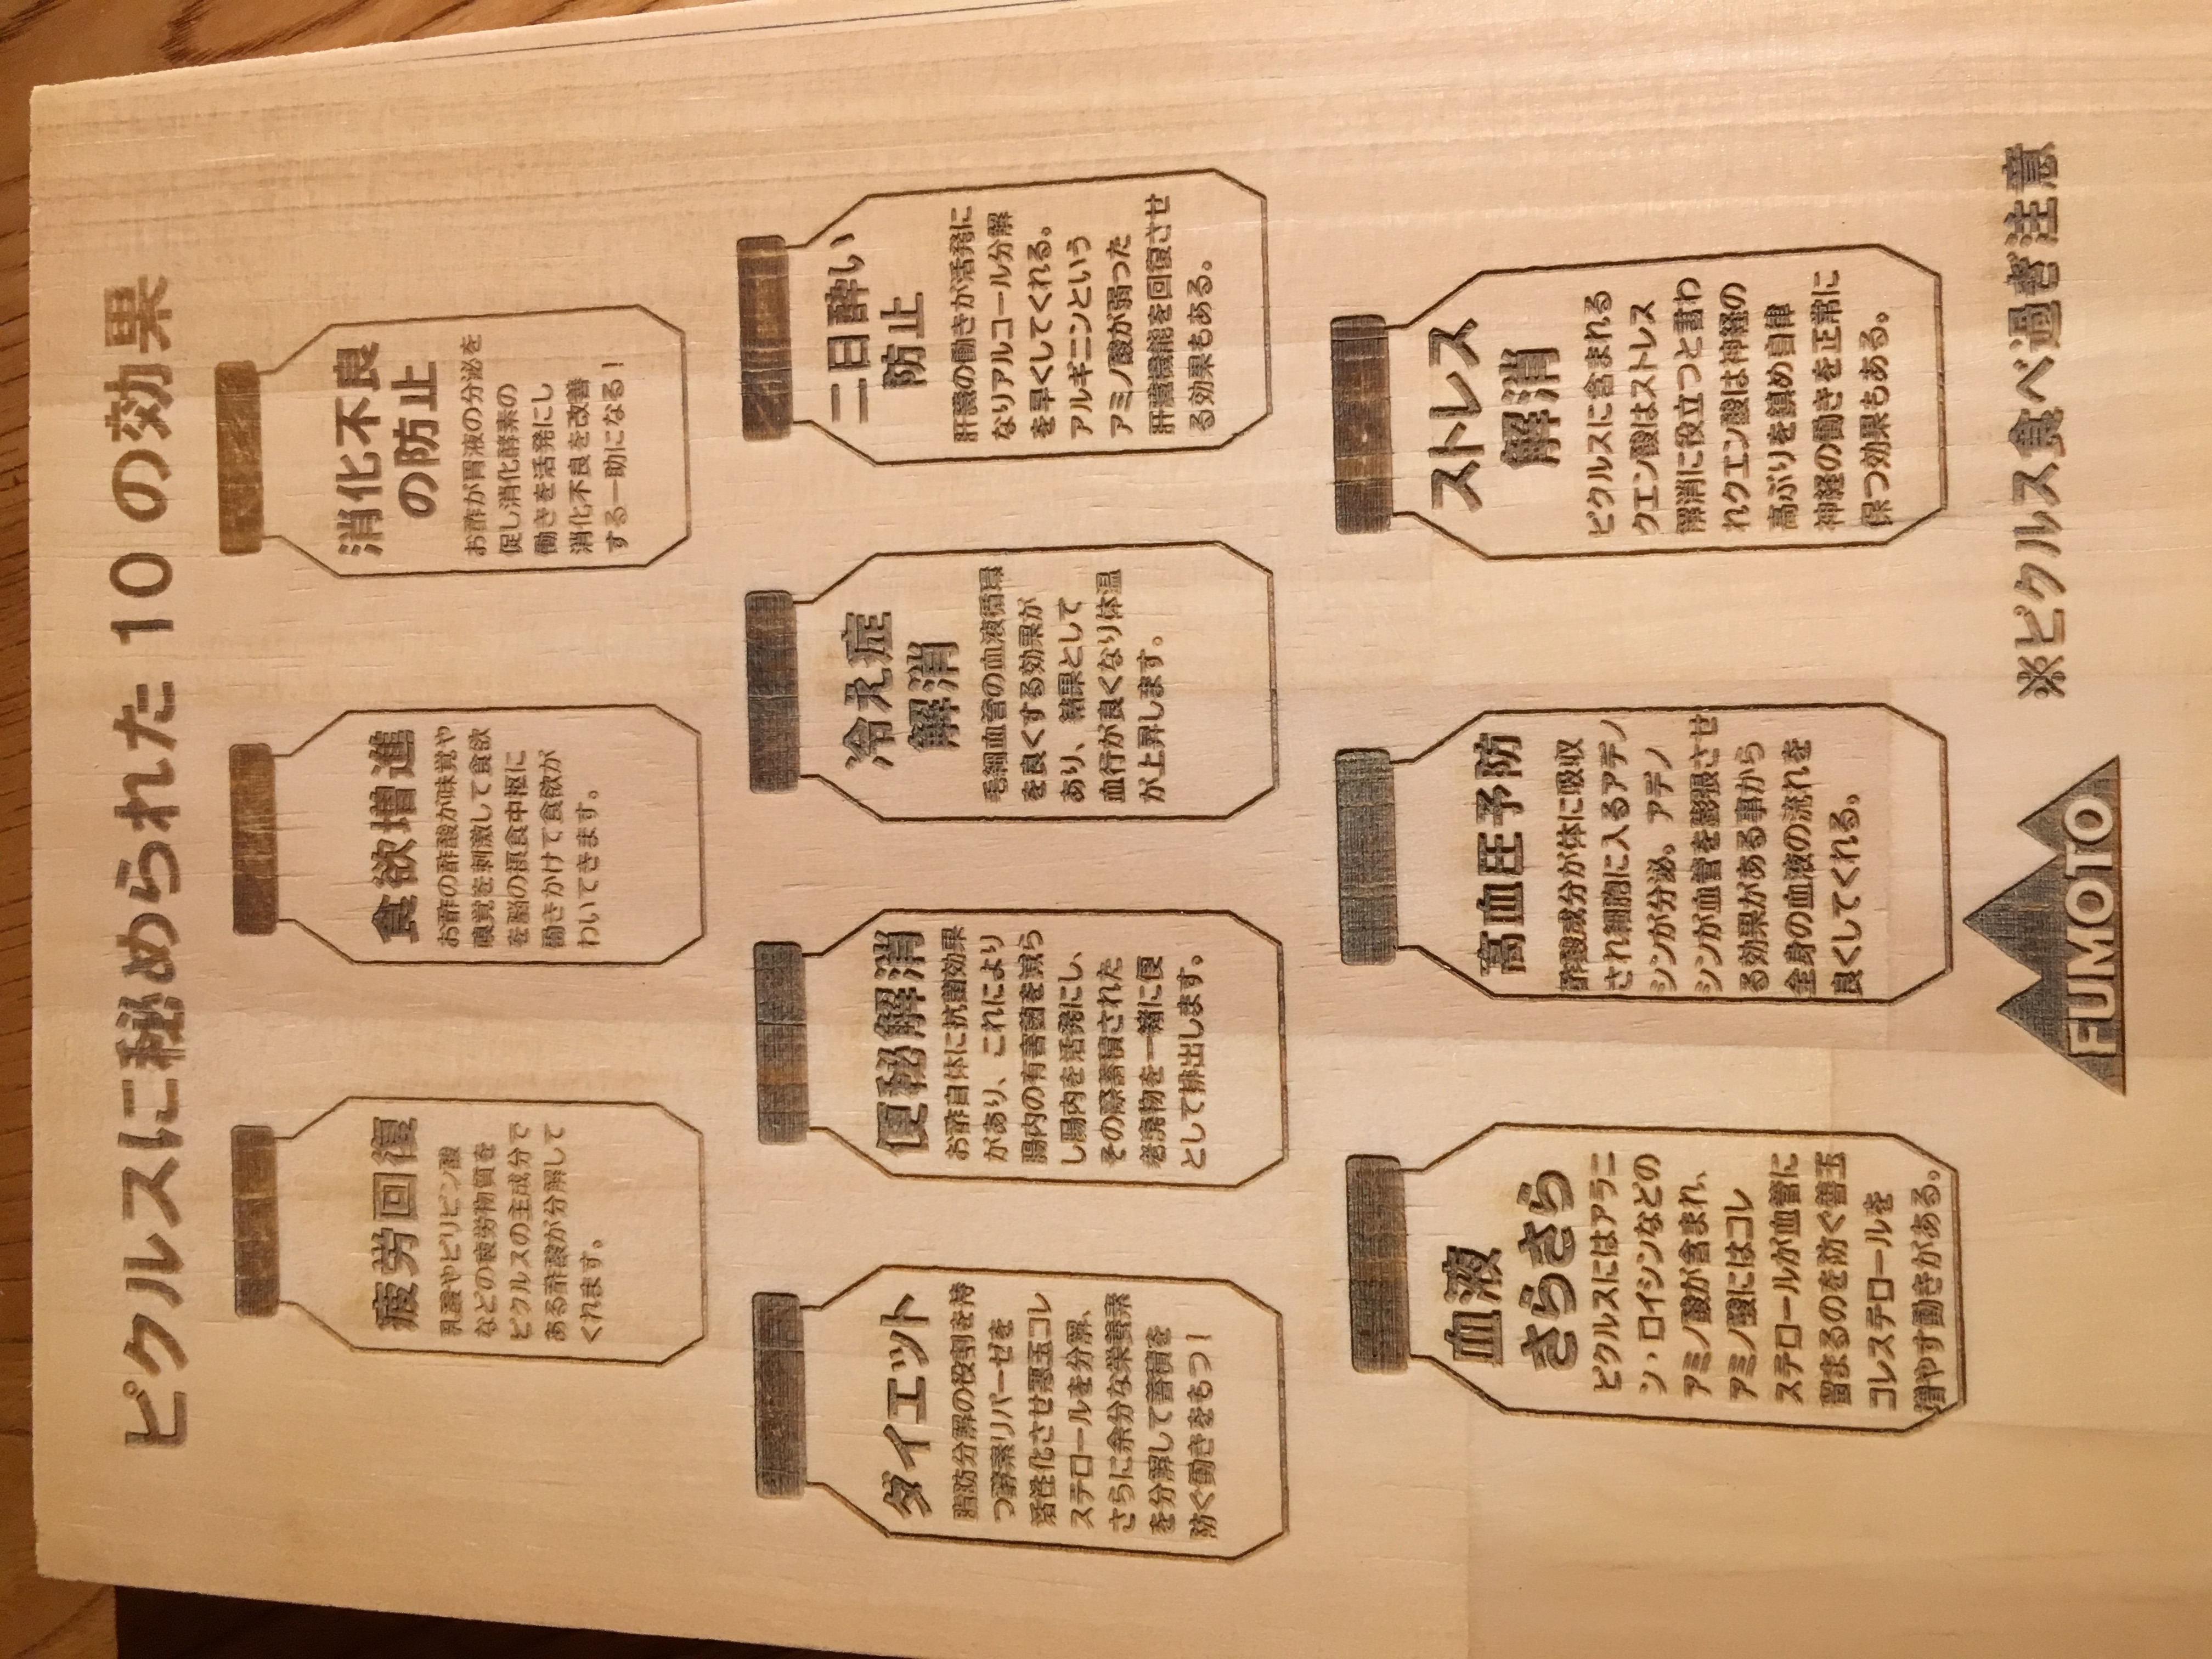 ピクルスに秘められた 10 の効果
疲労回復
乳酸やピリビン酸
などの疲労物質を
ピクルスの主成分で
ある酢酸が分解して
くれます。
食欲増進
お酢の酢酸が味覚や
嗅覚を刺激して食欲
を脳の摂食中枢に
働きかけて食欲が
わいてきます。
消化不良
の防止
お酢が胃液の分泌を
促し消化酵素の
働きを活発にし
消化不良を改善
する一助になる！
ダイエット
脂肪分解の役割を持
つ酵素リパーゼを
活性化させ悪玉コレ
ステロールを分解、
さらに余分な栄養素
を分解して蓄積を
防ぐ働きをもつ！
便秘解消
お酢自体に抗菌効果
があり、これにより
腸内の有害菌を減ら
し腸内を活発にし、
その際蓄積された
老廃物を一緒に便
として排出します。
冷え症
解消
毛細血管の血液循環
を良くする効果が
あり、結果として
血行が良くなり体温
が上昇します。
二日酔い
防止
肝臓の働きが活発に
なりアルコール分解
を早くしてくれる。
アルギニンという
アミノ酸が弱った
肝臓機能を回復させ
る効果もある。
血液
さらさら
ピクルスにはアラニ
ン・ロイシンなどの
アミノ酸が含まれ、
アミノ酸にはコレ
ステロールが血管に
留まるのを防ぐ善玉
コレステロールを
増やす働きがある。
高血圧予防
酢酸成分が体に吸収
され細胞に入るアデノ
シンが分泌。アデノ
シンが血管を膨張させ
る効果がある事から
全身の血液の流れを
良くしてくれる。
ストレス
解消
ピクルスに含まれる
クエン酸はストレス
解消に役立つと言わ
れクエン酸は神経の
高ぶりを鎮め自律
神経の働きを正常に
保つ効果もある。
FUMOTO
※ピクルス食べ過ぎ注意